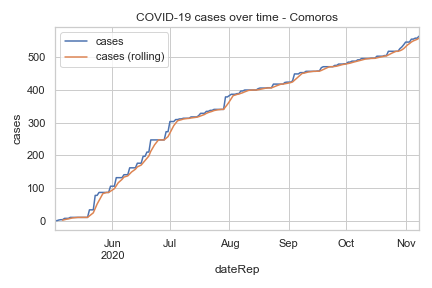 COVID-19 cases over time - Comoros
cases
cases (rolling)
500
400
300
200
100
0
cases
Jun
2020
Jul
Aug
Sep
Oct
Nov
dateRep